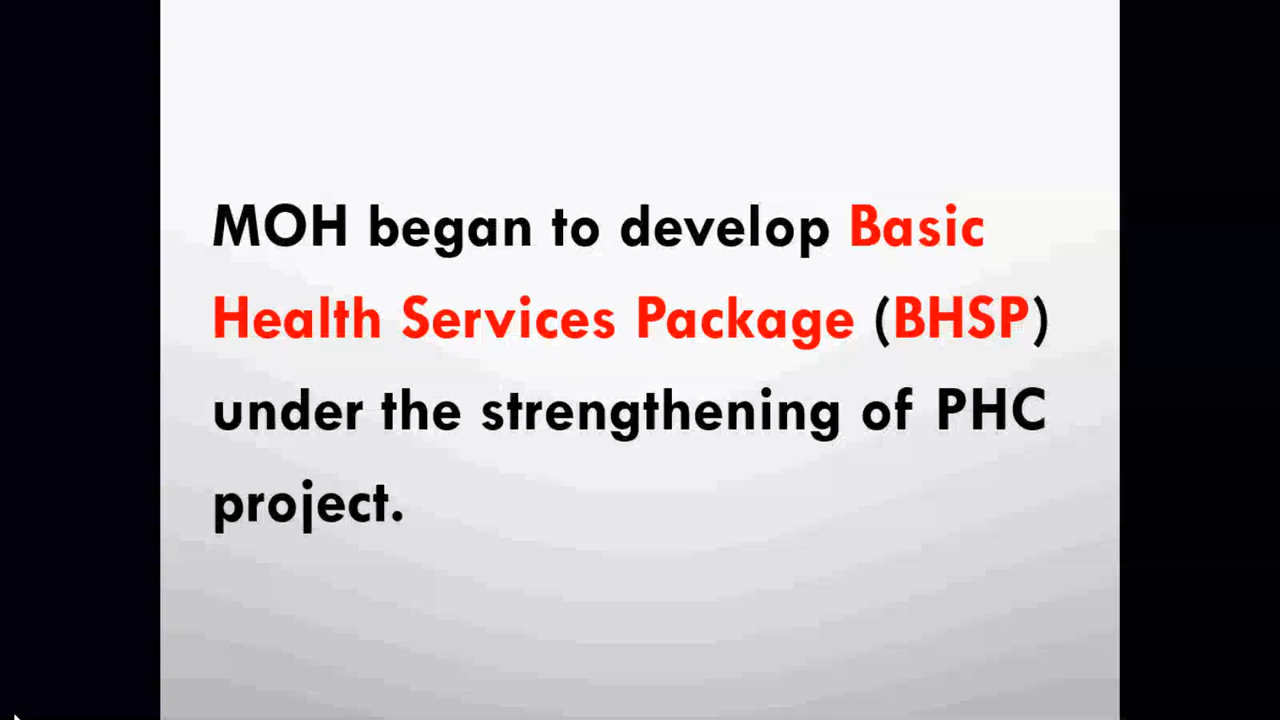 MOH began to develop Basic
Health Services Package (BHSP)
under the strengthening of PHC
project.